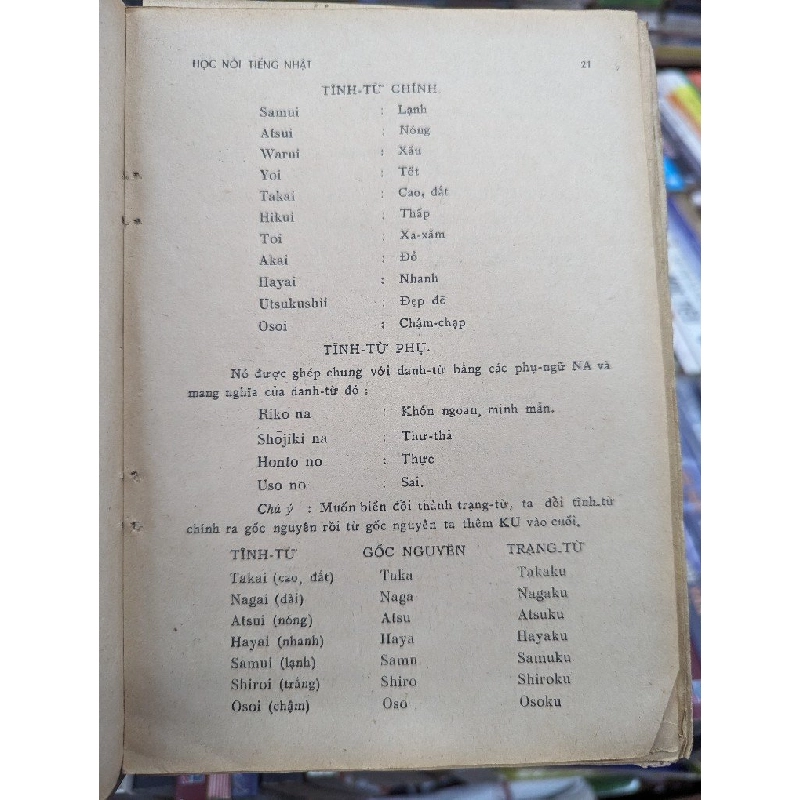 HỌC NÓI TIẾNG NHẬT 21
TĨNH-TỪ CHÍNH
Samui : Lạnh
Atsui : Nóng
Warui : Xấu
Yoi : Tốt
Takai : Cao, đắt
Hikui : Thấp
Toi : Xa-xăm
Akai : Đỏ
Hayai : Nhanh
Utsukushii : Đẹp đẽ
Osoi : Chậm-chạp
TĨNH-TỪ PHỤ.
Nó được ghép chung với danh-từ bằng các phụ-ngữ NA và
mang nghĩa của danh-từ đó :
Riko na : Khôn ngoan, minh mẫn.
Shōjiki na : Thư-thả
Honto no : Thực
Uso no : Sai.
Chú ý : Muốn biến đổi thành trạng-từ, ta đổi tĩnh-từ
chính ra gốc nguyên rồi từ gốc nguyên ta thêm KU vào cuối.
TĨNH-TỪ GỐC NGUYÊN TRẠNG-TỪ
Takai (cao, đắt) Tuka Takaku
Nagai (dài) Naga Nagaku
Atsui (nóng) Atsu Atsuku
Hayai (nhanh) Haya Hayaku
Samui (lạnh) Samu Samuku
Shiroi (trắng) Shiro Shiroku
Osoi (chậm) Oso Osoku